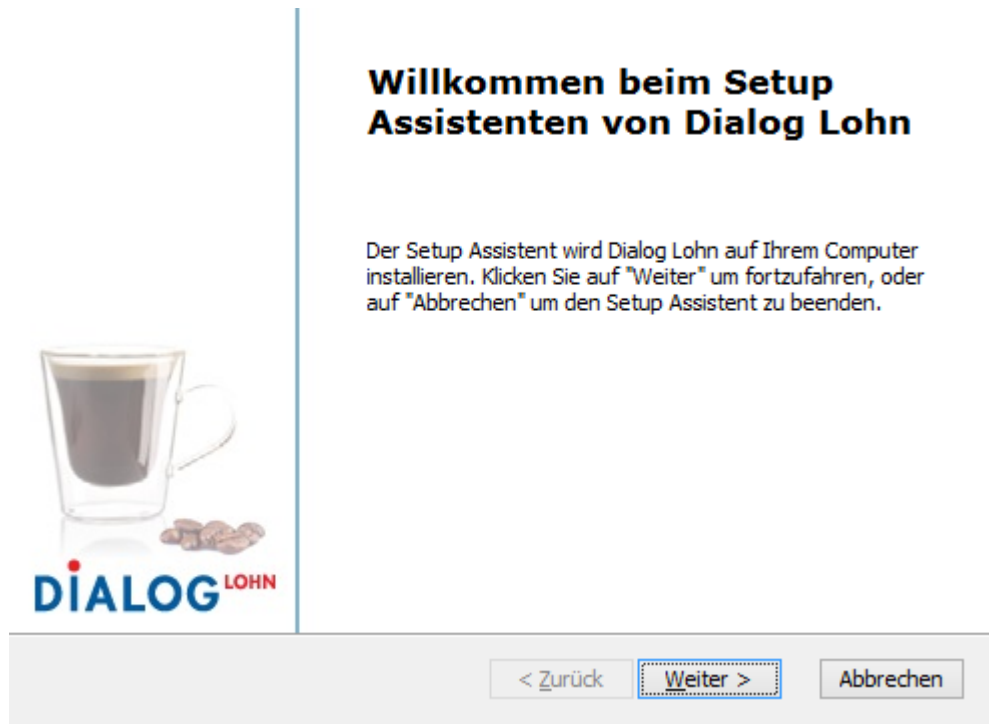 Willkommen beim Setup
Assistenten von Dialog Lohn
Der Setup Assistent wird Dialog Lohn auf Ihrem Computer
installieren. Klicken Sie auf "Weiter" um fortzufahren, oder
auf "Abbrechen" um den Setup Assistent zu beenden.
DiALOG LOHN
< Zurück Weiter > Abbrechen